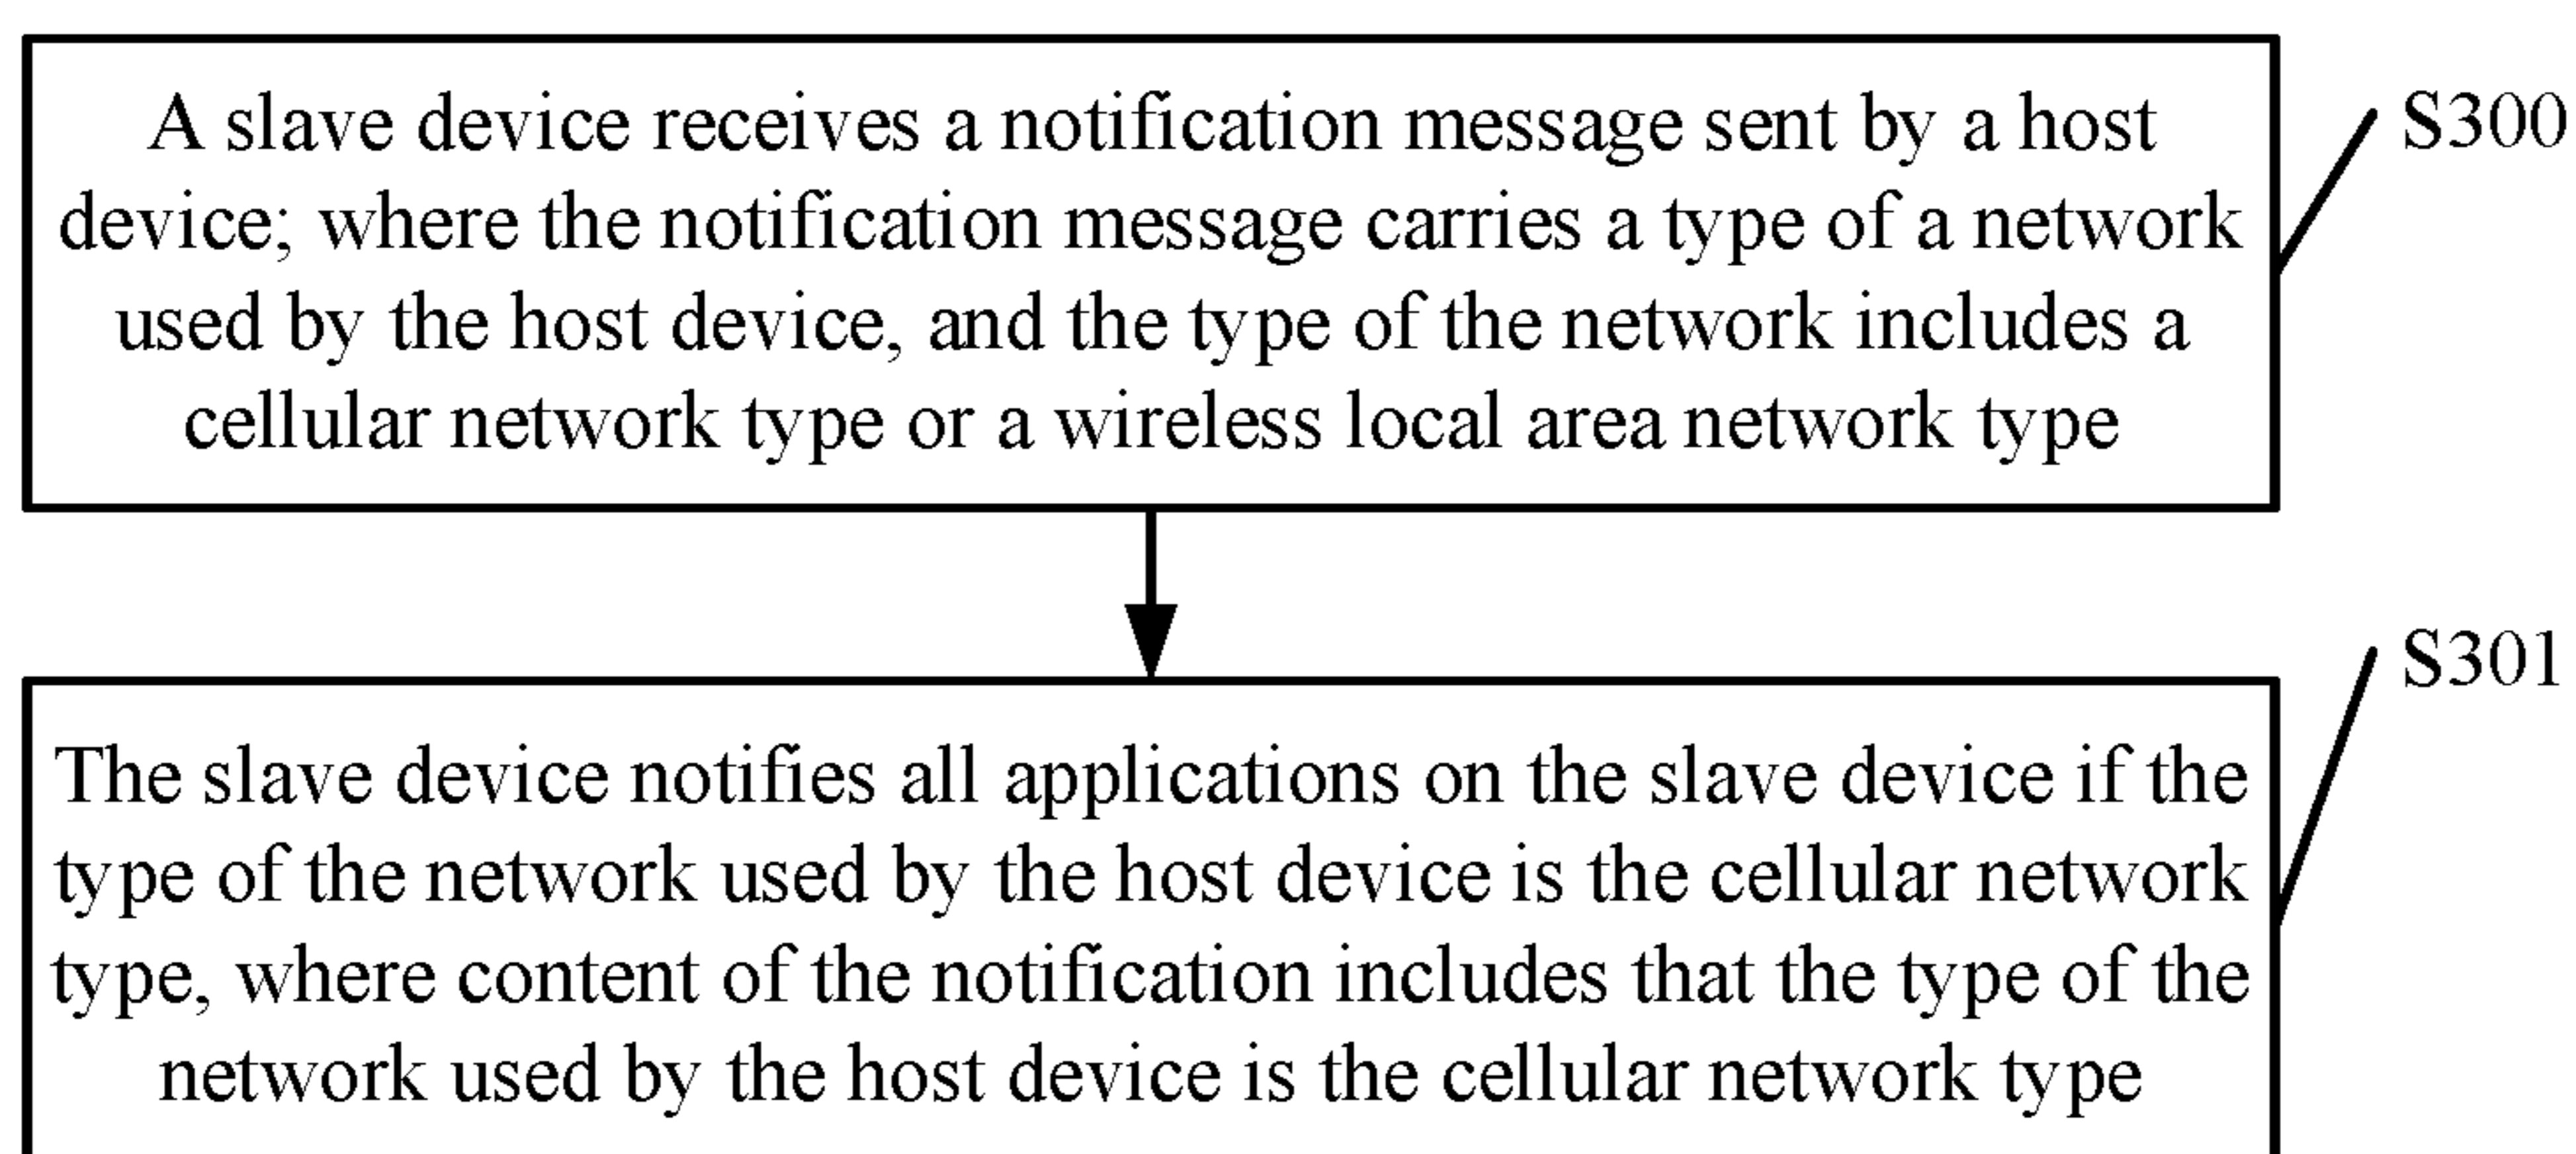 A slave device receives a notification message sent by a host
device; where the notification message carries a type of a network
used by the host device, and the type of the network includes a
cellular network type or a wireless local area network type
S300
The slave device notifies all applications on the slave device if the
type of the network used by the host device is the cellular network
type, where content of the notification includes that the type of the
network used by the host device is the cellular network type
S301